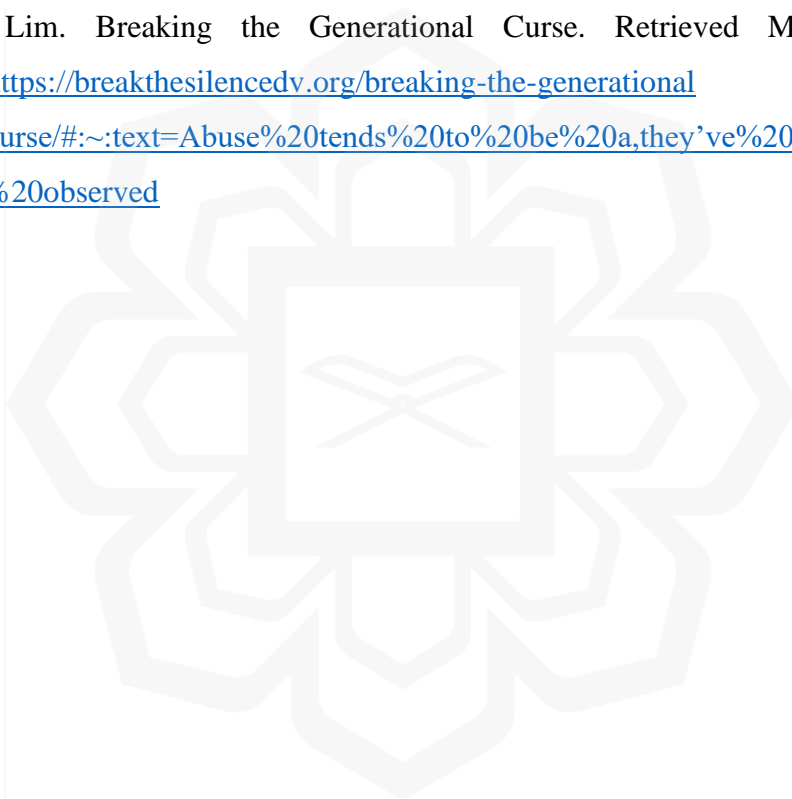 Lim. Breaking the Generational Curse. Retrieved M
ttps://breakthesilencedv.org/breaking-the-generational
urse/#:~:text=Abuse%20tends%20to%20be%20a,they’ve%20
%20observed